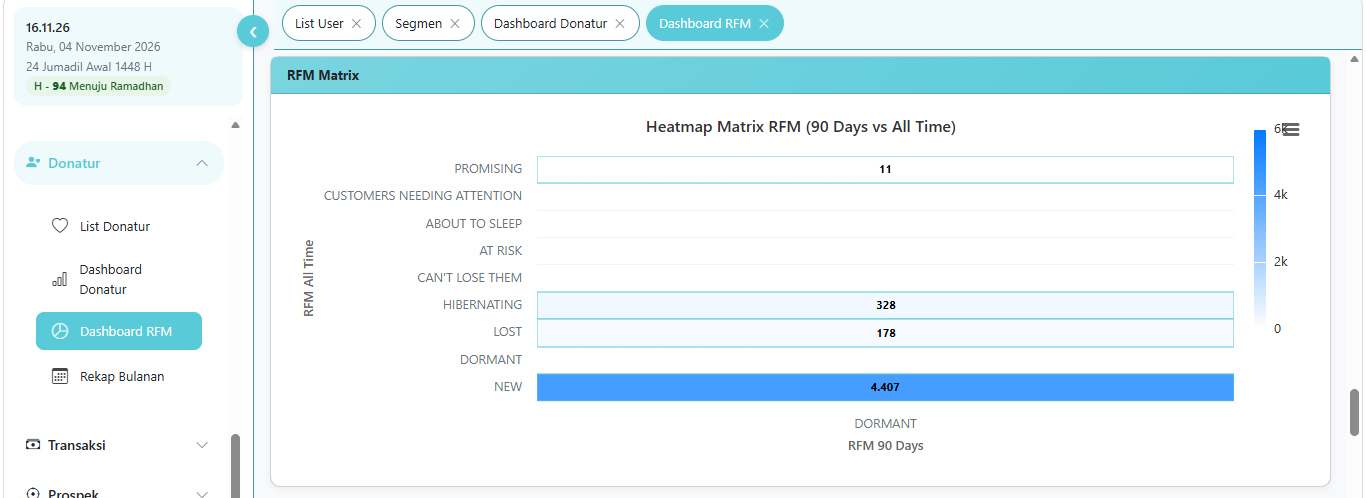 16.11.26
Rabu, 04 November 2026
24 Jumadil Awal 1448 H
H - 94 Menuju Ramadhan
Donatur
List Donatur
Dashboard
Donatur
Dashboard RFM
Rekap Bulanan
Transaksi
Prospek
List User
Segmen
Dashboard Donatur
Dashboard RFM
RFM Matrix
Heatmap Matrix RFM (90 Days vs All Time)
RFM All Time
PROMISING
11
CUSTOMERS NEEDING ATTENTION
ABOUT TO SLEEP
AT RISK
CAN'T LOSE THEM
HIBERNATING
328
LOST
178
DORMANT
NEW
4.407
DORMANT
RFM 90 Days
6k
4k
2k
0